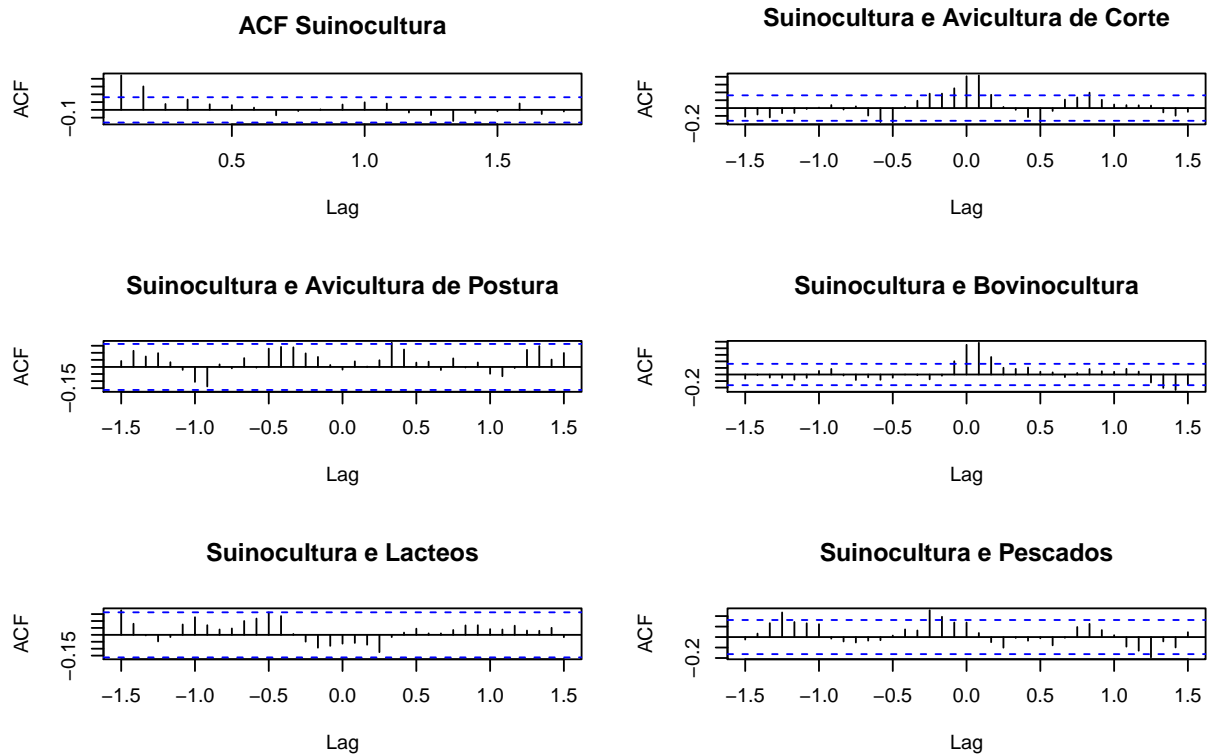 ACF Suinocultura
ACF
−0.1
0.5 1.0 1.5
Lag
Suinocultura e Avicultura de Corte
ACF
−0.2
−1.5 −1.0 −0.5 0.0 0.5 1.0 1.5
Lag
Suinocultura e Avicultura de Postura
ACF
−0.15
−1.5 −1.0 −0.5 0.0 0.5 1.0 1.5
Lag
Suinocultura e Bovinocultura
ACF
−0.2
−1.5 −1.0 −0.5 0.0 0.5 1.0 1.5
Lag
Suinocultura e Lacteos
ACF
−0.15
−1.5 −1.0 −0.5 0.0 0.5 1.0 1.5
Lag
Suinocultura e Pescados
ACF
−0.2
−1.5 −1.0 −0.5 0.0 0.5 1.0 1.5
Lag